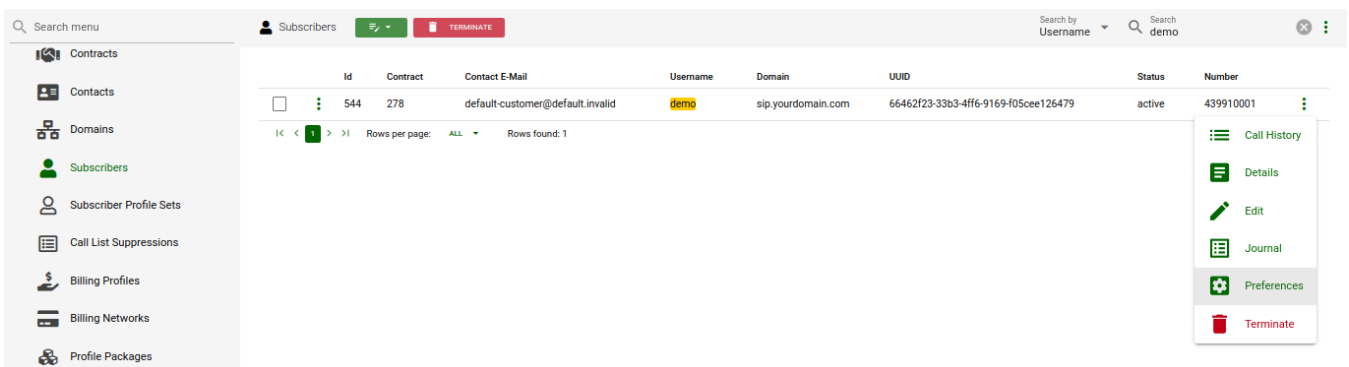 Search menu
Contracts
Contacts
Domains
Subscribers
Subscriber Profile Sets
Call List Suppressions
Billing Profiles
Billing Networks
Profile Packages
Subscribers
TERMINATE
Search by
Username
Search
demo
Id Contract Contact E-Mail Username Domain UUID Status Number
544 278 default-customer@default.invalid demo sip.yourdomain.com 66462f23-33b3-4ff6-9169-f05cee126479 active 439910001
1 Rows per page: ALL Rows found: 1
Call History
Details
Edit
Journal
Preferences
Terminate